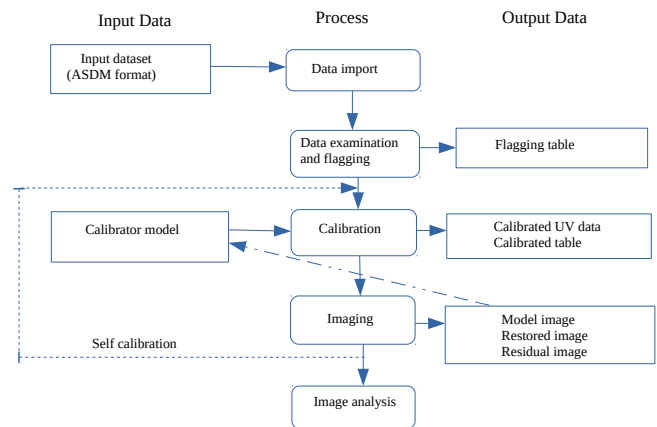 Input Data
Process
Output Data
Input dataset
(ASDM format)
Data import
Data examination
and flagging
Flagging table
Calibrator model
Calibration
Calibrated UV data
Calibrated table
Imaging
Model image
Restored image
Residual image
Self calibration
Image analysis